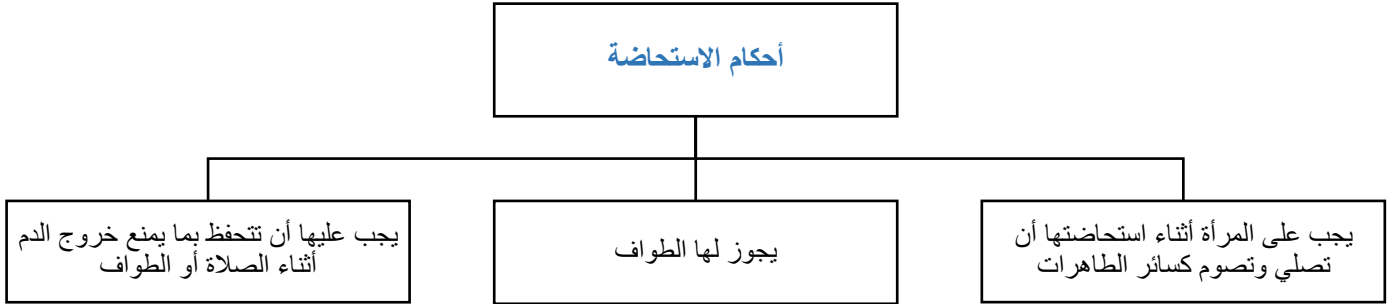 أحكام الاستحاضة
يجب على المرأة أثناء استحاضتها أن
تصلي وتصوم كسائر الطاهرات
يجوز لها الطواف
يجب عليها أن تتحفظ بما يمنع خروج الدم
أثناء الصلاة أو الطواف